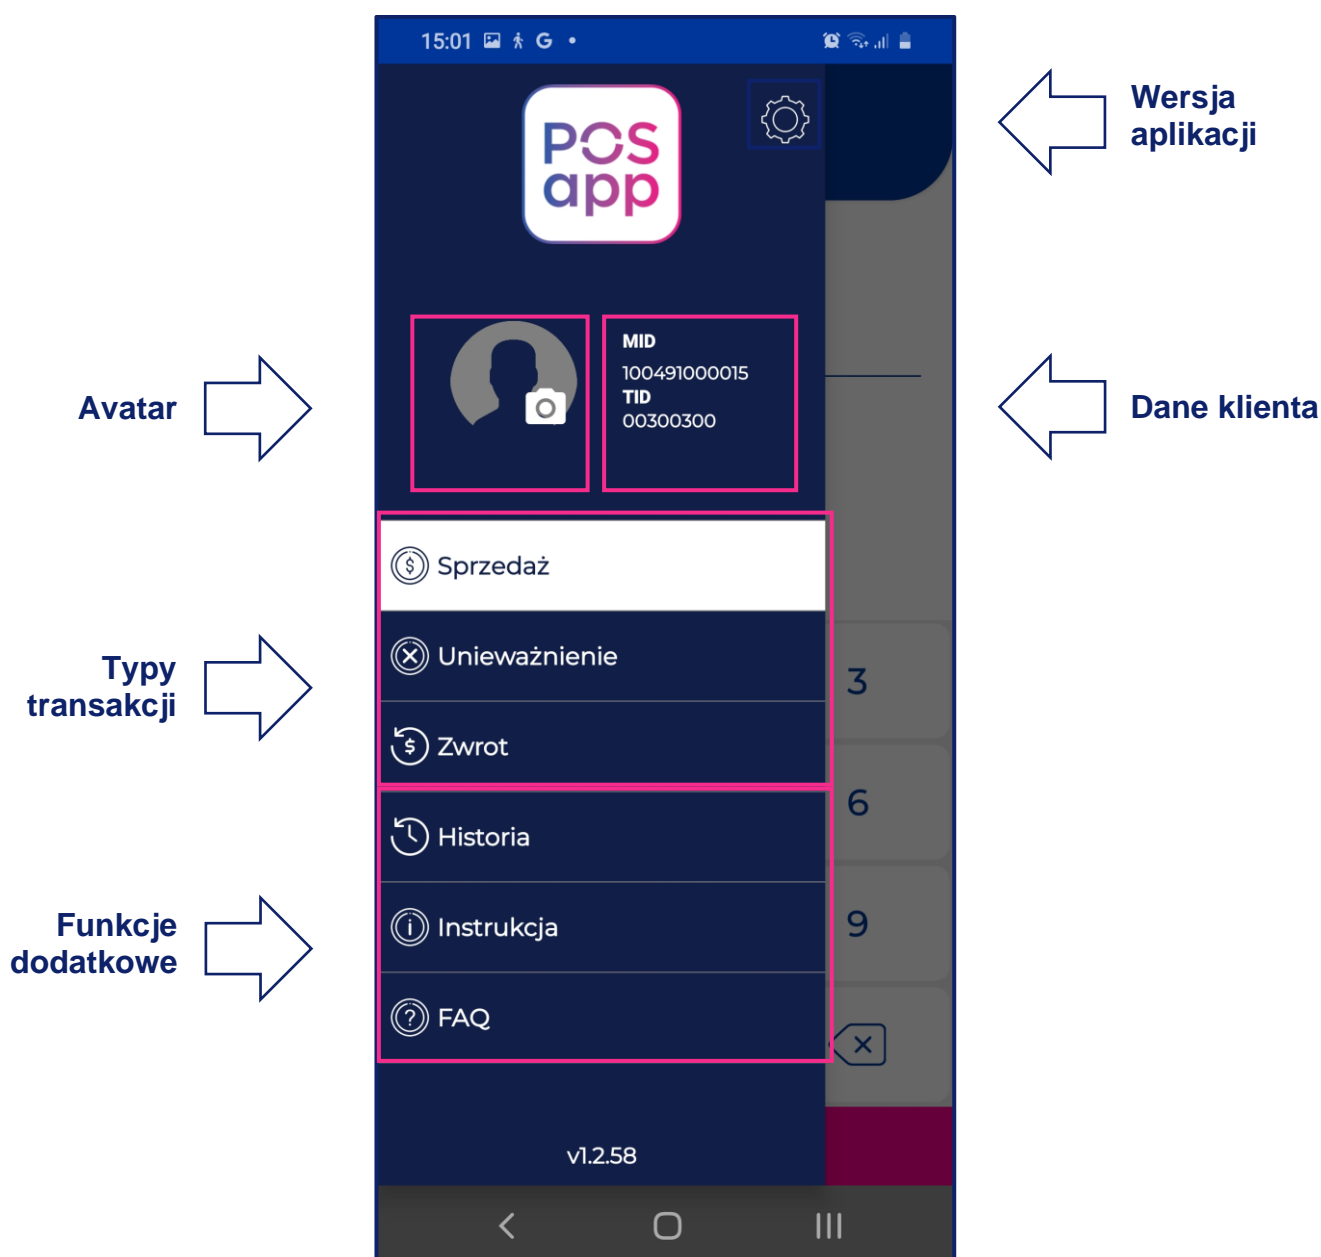 15:01
Wersja
aplikacji
POS
app
MID
100491000015
TID
00300300
Avatar
Dane klienta
Sprzedaż
Unieważnienie
Typy
transakcji
3
Zwrot
6
Historia
Funkcje
dodatkowe
Instrukcja
9
FAQ
v1.2.58